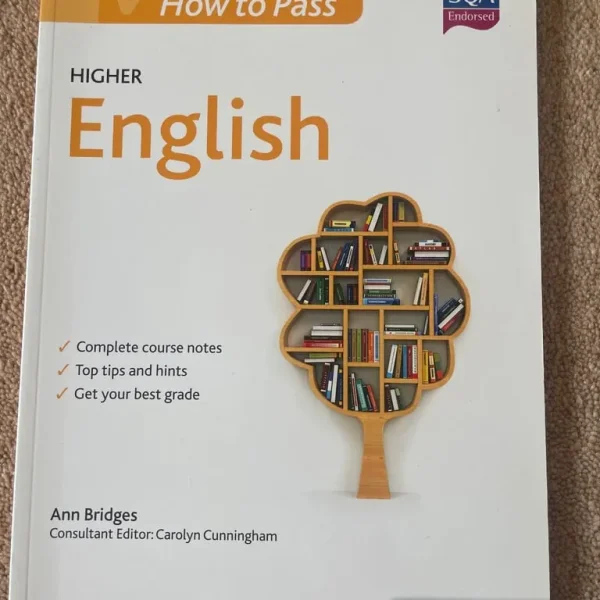 How to Pass
SQA
Endorsed
HIGHER
English
✓ Complete course notes
✓ Top tips and hints
✓ Get your best grade
Ann Bridges
Consultant Editor: Carolyn Cunningham